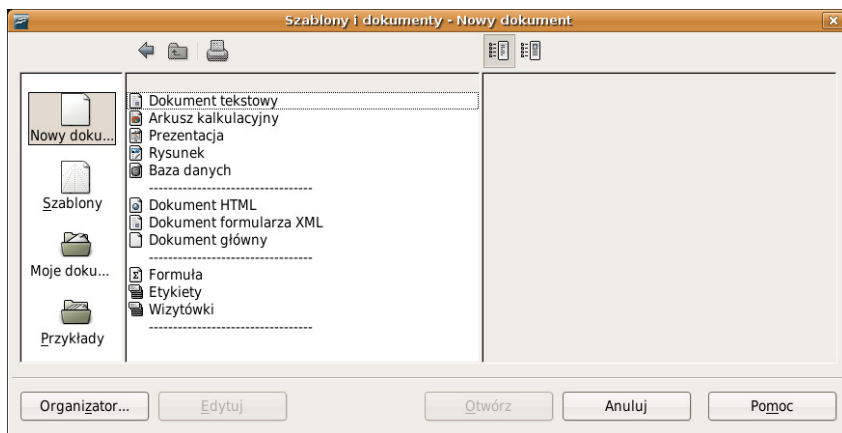 Szablony i dokumenty - Nowy dokument
Nowy doku...
Szablony
Moje doku...
Przykłady
Dokument tekstowy
Arkusz kalkulacyjny
Prezentacja
Rysunek
Baza danych
----------------------------------
Dokument HTML
Dokument formularza XML
Dokument główny
----------------------------------
Formuła
Etykiety
Wizytówki
----------------------------------
Organizator...
Edytuj
Otwórz
Anuluj
Pomoc